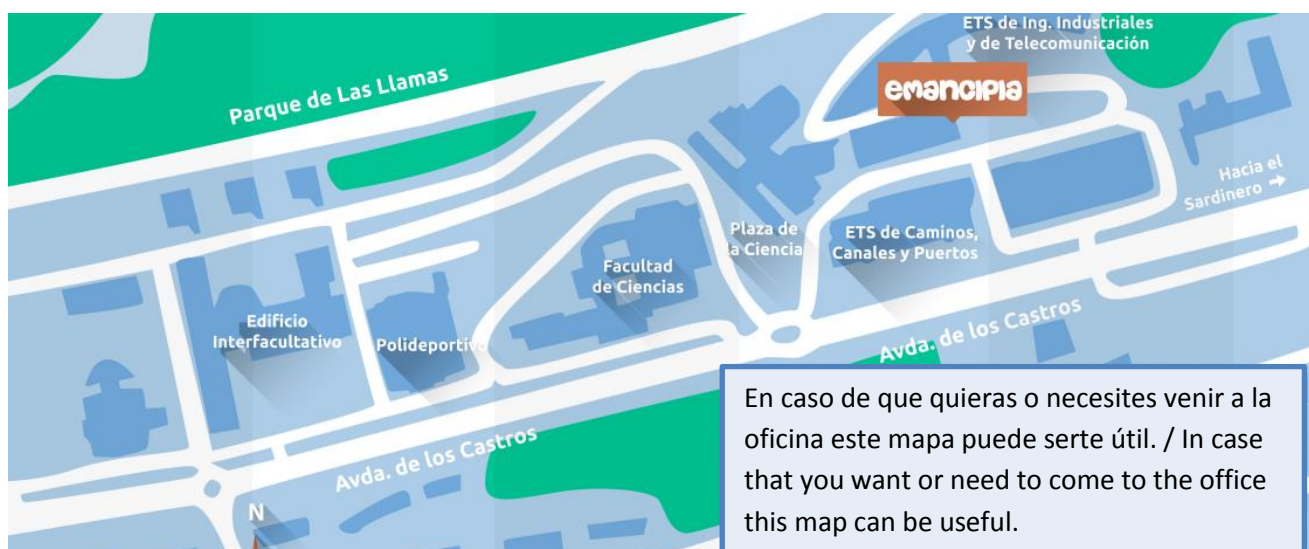 ETS de Ing. Industriales
y de Telecomunicación
emancipia
Parque de Las Llamas
Hacia el
Sardinero →
Plaza de
la Ciencia
ETS de Caminos,
Canales y Puertos
Facultad
de Ciencias
Edificio
Interfacultativo
Polideportivo
Avda. de los Castros
Avda. de los Castros
N
En caso de que quieras o necesites venir a la
oficina este mapa puede serte útil. / In case
that you want or need to come to the office
this map can be useful.